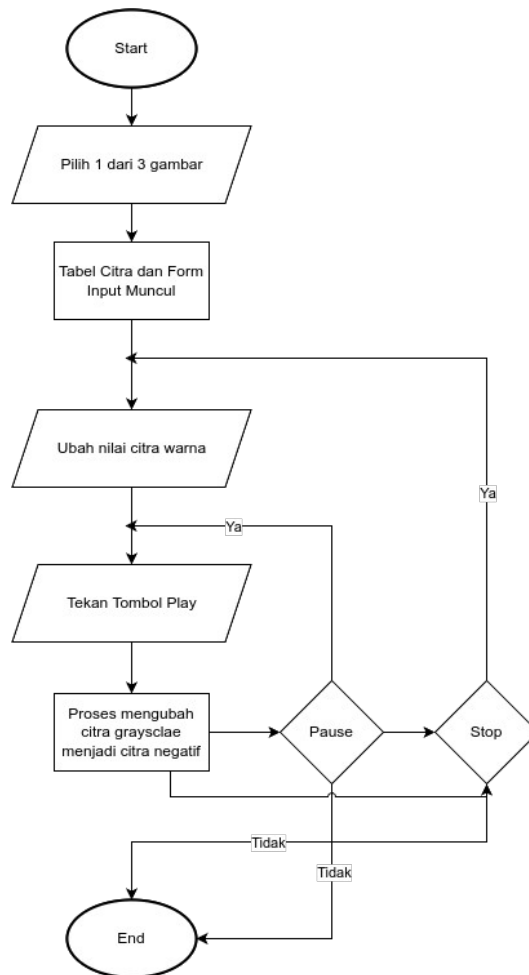 Start
Pilih 1 dari 3 gambar
Tabel Citra dan Form
Input Muncul
Ubah nilai citra warna
Ya
Ya
Tekan Tombol Play
Proses mengubah
citra graysclae
menjadi citra negatif
Pause
Stop
Tidak
Tidak
End